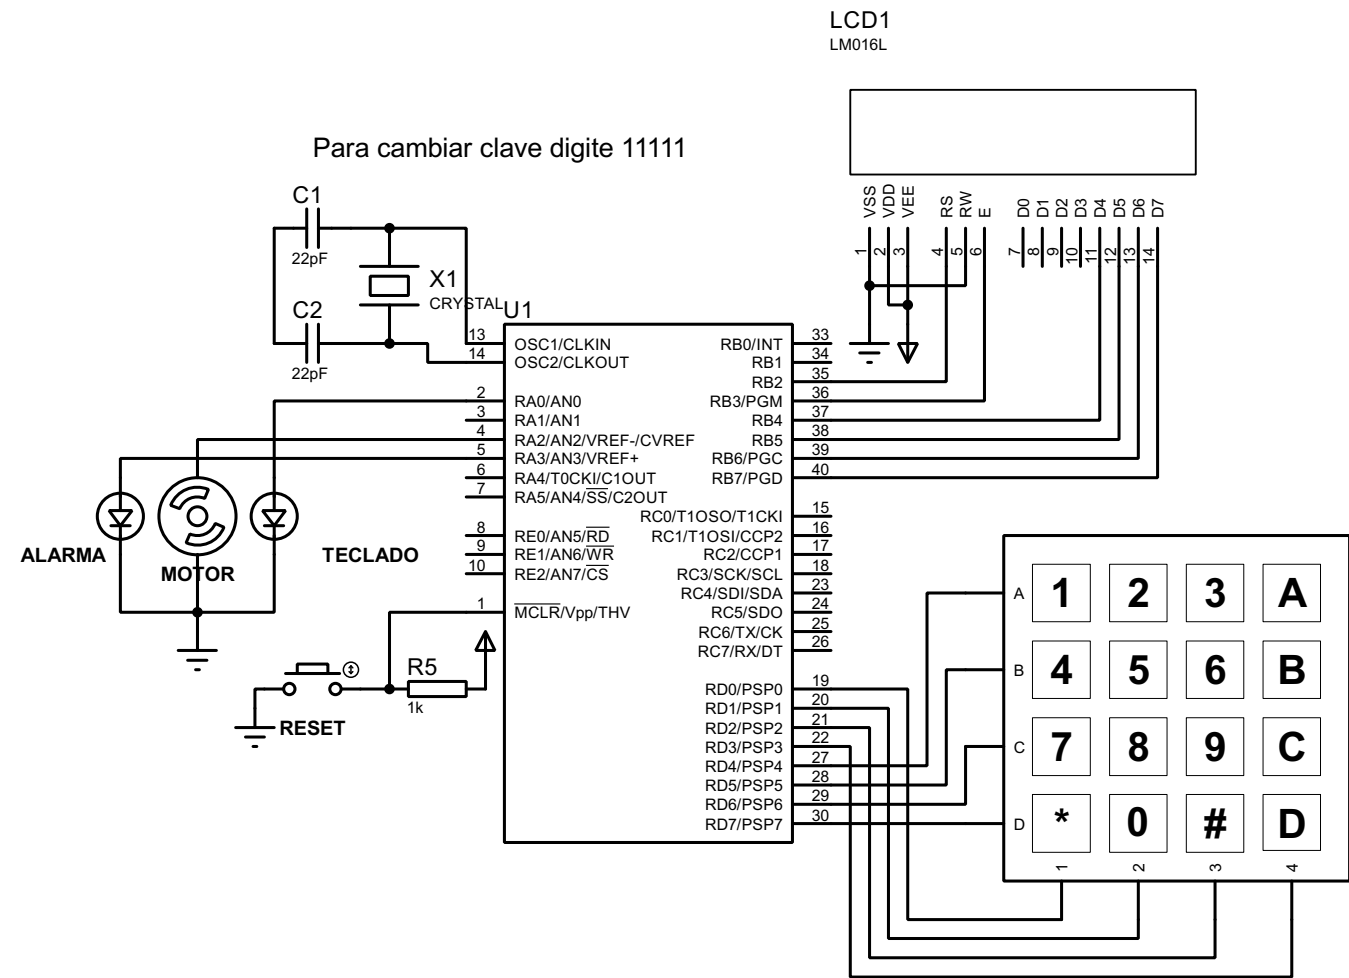 LCD1
LM016L
Para cambiar clave digite 11111
VSS
VDD
VEE
RS
RW
E
D0
D1
D2
D3
D4
D5
D6
D7
1
2
3
4
5
6
7
8
9
10
11
12
13
14
C1
22pF
X1
CRYSTAL
C2
22pF
U1
13 OSC1/CLKIN
14 OSC2/CLKOUT
2 RA0/AN0
3 RA1/AN1
4 RA2/AN2/VREF-/CVREF
5 RA3/AN3/VREF+
6 RA4/T0CKI/C1OUT
7 RA5/AN4/SS/C2OUT
8 RE0/AN5/RD
9 RE1/AN6/WR
10 RE2/AN7/CS
1 MCLR/Vpp/THV
RB0/INT 33
RB1 34
RB2 35
RB3/PGM 36
RB4 37
RB5 38
RB6/PGC 39
RB7/PGD 40
RC0/T1OSO/T1CKI 15
RC1/T1OSI/CCP2 16
RC2/CCP1 17
RC3/SCK/SCL 18
RC4/SDI/SDA 23
RC5/SDO 24
RC6/TX/CK 25
RC7/RX/DT 26
RD0/PSP0 19
RD1/PSP1 20
RD2/PSP2 21
RD3/PSP3 22
RD4/PSP4 27
RD5/PSP5 28
RD6/PSP6 29
RD7/PSP7 30
ALARMA
MOTOR
TECLADO
R5
1k
RESET
A 1 2 3 A
B 4 5 6 B
C 7 8 9 C
D * 0 # D
1 2 3 4